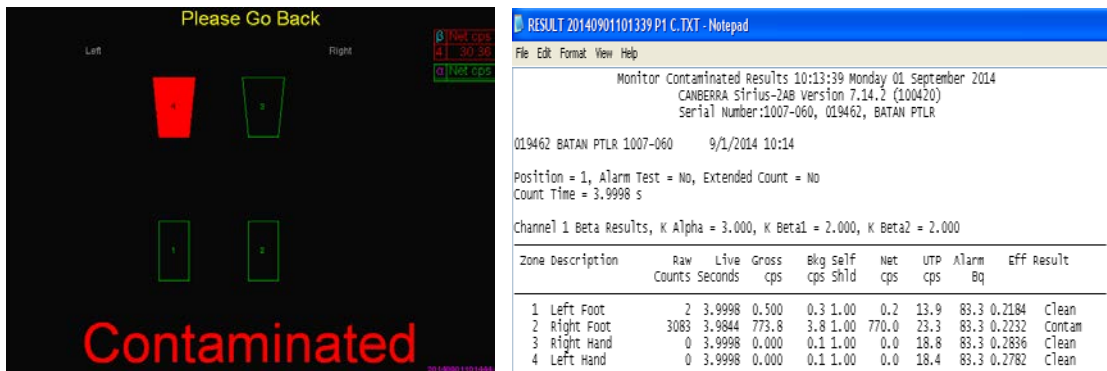 Please Go Back
Left
Right
β Net cps
4 30.36
α Net cps
4
3
1
2
Contaminated
RESULT 20140901101339 P1 C.TXT - Notepad
File Edit Format View Help
Monitor Contaminated Results 10:13:39 Monday 01 September 2014
CANBERRA Sirius-2AB Version 7.14.2 (100420)
Serial Number:1007-060, 019462, BATAN PTLR
019462 BATAN PTLR 1007-060 9/1/2014 10:14
Position = 1, Alarm Test = No, Extended Count = No
Count Time = 3.9998 s
Channel 1 Beta Results, K Alpha = 3.000, K Beta1 = 2.000, K Beta2 = 2.000
Zone Description Raw Live Gross Bkg Self Net UTP Alarm Eff Result
Counts Seconds cps cps Shld cps cps Bq
1 Left Foot 2 3.9998 0.500 0.3 1.00 0.2 13.9 83.3 0.2184 Clean
2 Right Foot 3083 3.9844 773.8 3.8 1.00 770.0 23.3 83.3 0.2232 Contam
3 Right Hand 0 3.9998 0.000 0.1 1.00 0.0 18.8 83.3 0.2836 Clean
4 Left Hand 0 3.9998 0.000 0.1 1.00 0.0 18.4 83.3 0.2782 Clean